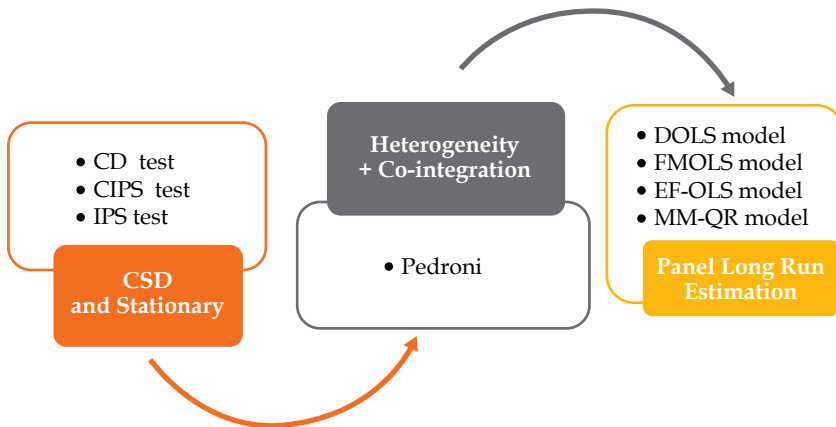 • CD test
• CIPS test
• IPS test
CSD
and Stationary
Heterogeneity
+ Co-integration
• Pedroni
• DOLS model
• FMOLS model
• EF-OLS model
• MM-QR model
Panel Long Run
Estimation